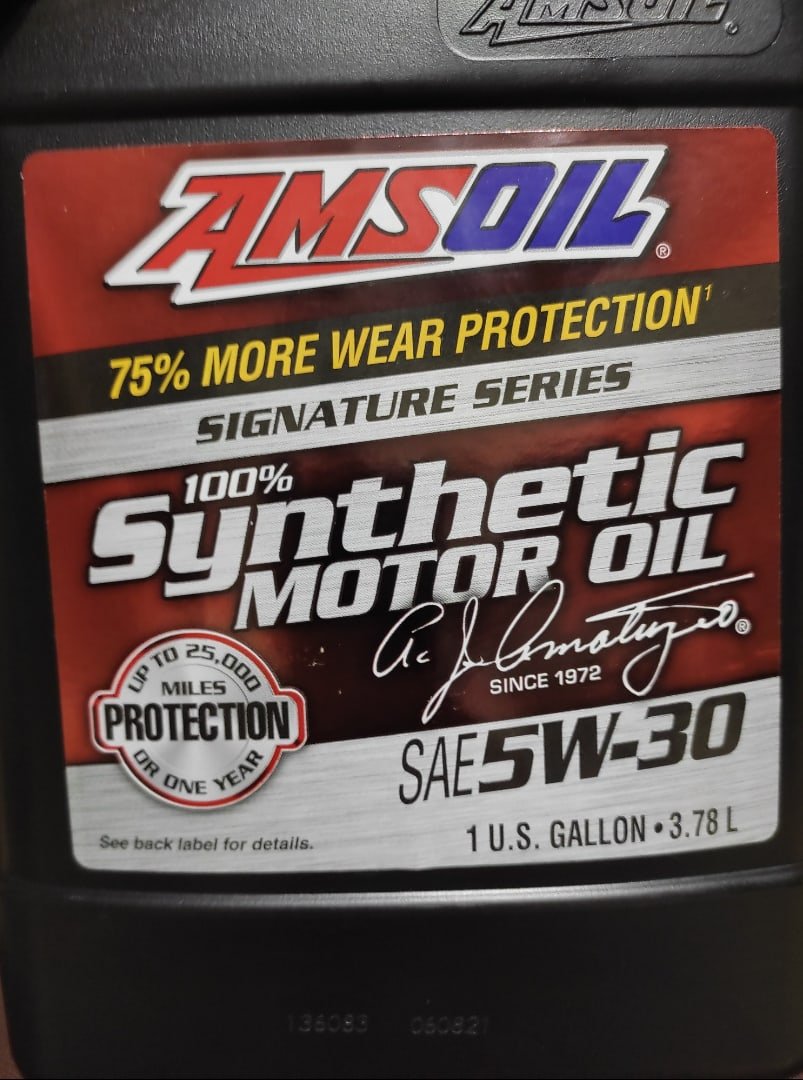 AMSOIL
AMSOIL®
75% MORE WEAR PROTECTION¹
SIGNATURE SERIES
100%
Synthetic
MOTOR OIL
A. J. Amatuzio®
SINCE 1972
UP TO 25,000
MILES
PROTECTION
OR ONE YEAR
SAE 5W-30
See back label for details.
1 U.S. GALLON • 3.78 L
136083 060821